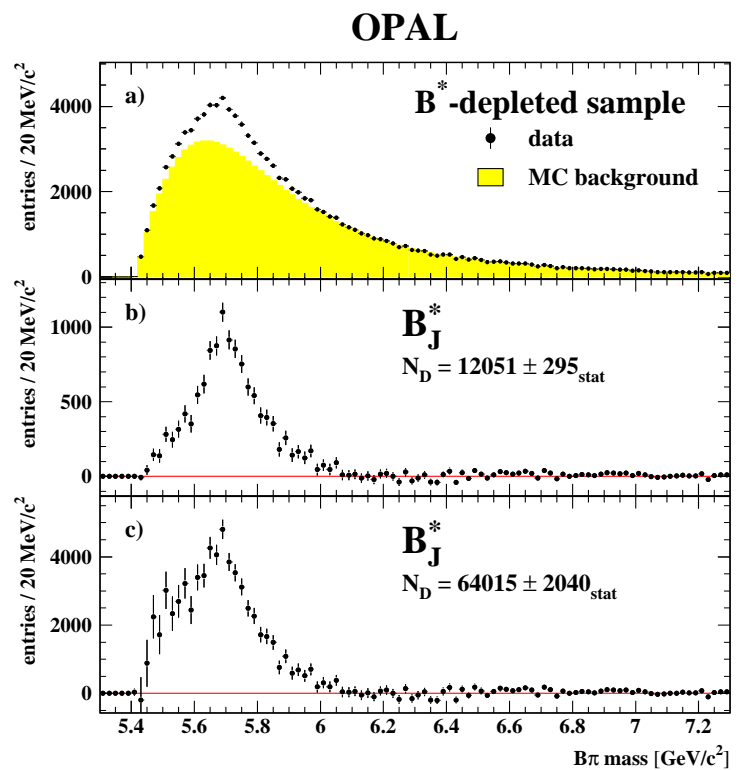 OPAL
a)
B*-depleted sample
data
MC background
entries / 20 MeV/c²
4000
2000
0
b)
B*J
N_D = 12051 ± 295_stat
entries / 20 MeV/c²
1000
500
0
c)
B*J
N_D = 64015 ± 2040_stat
entries / 20 MeV/c²
4000
2000
0
5.4 5.6 5.8 6 6.2 6.4 6.6 6.8 7 7.2
Bπ mass [GeV/c²]